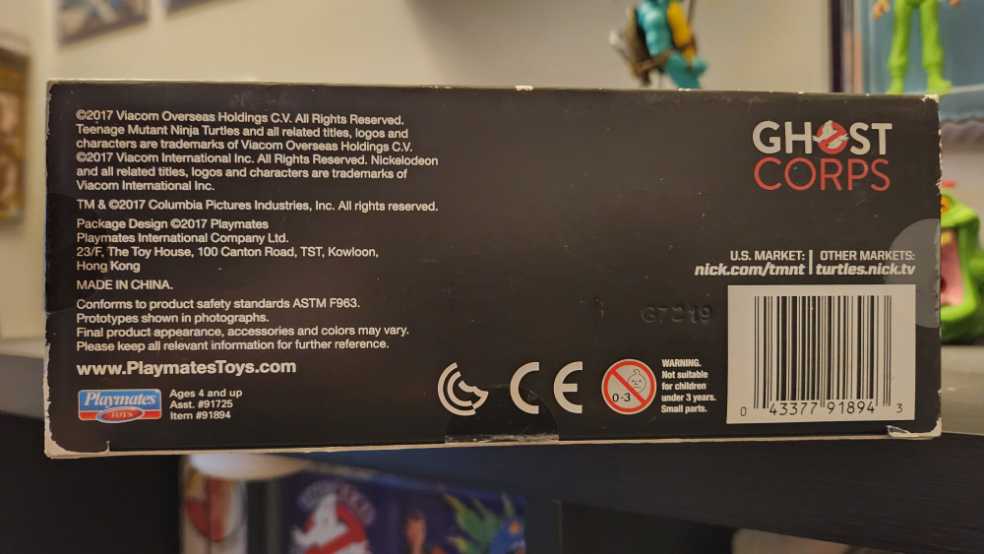 ©2017 Viacom Overseas Holdings C.V. All Rights Reserved.
Teenage Mutant Ninja Turtles and all related titles, logos and
characters are trademarks of Viacom Overseas Holdings C.V.
©2017 Viacom International Inc. All Rights Reserved. Nickelodeon
and all related titles, logos and characters are trademarks of
Viacom International Inc.
TM & ©2017 Columbia Pictures Industries, Inc. All rights reserved.
Package Design ©2017 Playmates
Playmates International Company Ltd.
23/F, The Toy House, 100 Canton Road, TST, Kowloon,
Hong Kong
MADE IN CHINA.
Conforms to product safety standards ASTM F963.
Prototypes shown in photographs.
Final product appearance, accessories and colors may vary.
Please keep all relevant information for further reference.
www.PlaymatesToys.com
Playmates
TOYS
Ages 4 and up
Asst. #91725
Item #91894
GHOST
CORPS
U.S. MARKET: | OTHER MARKETS:
nick.com/tmnt | turtles.nick.tv
CE
0-3
WARNING.
Not suitable
for children
under 3 years.
Small parts.
0 43377 91894 3